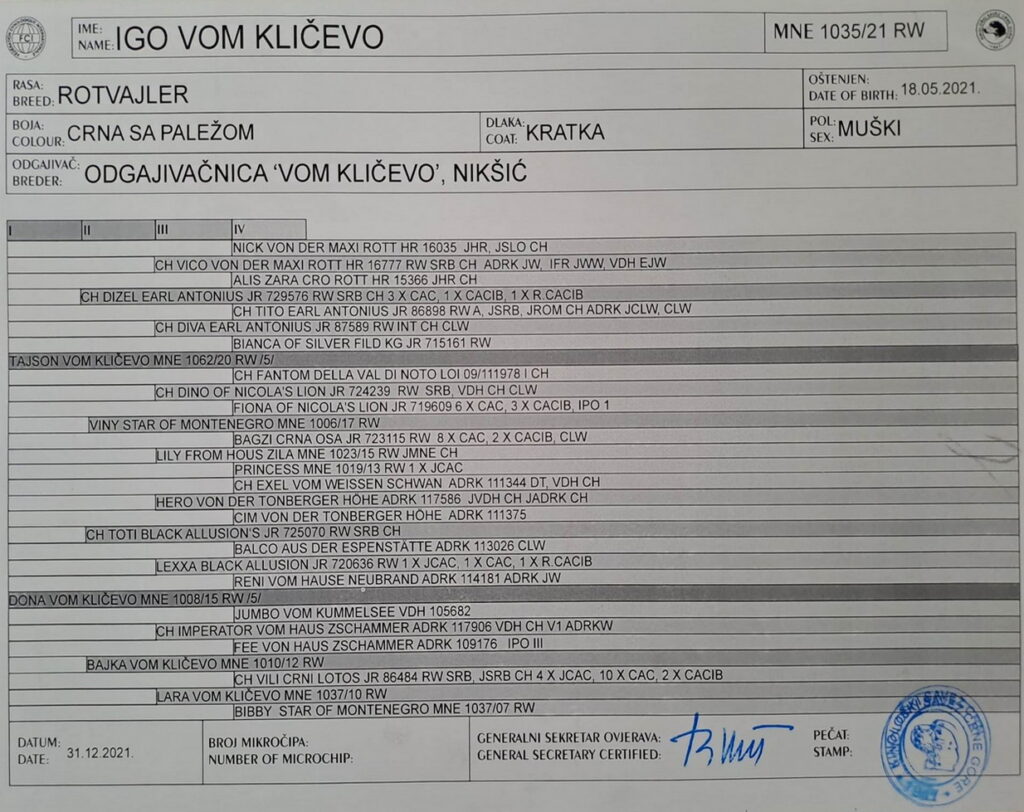 FCI
IME:
NAME: IGO VOM KLIČEVO
MNE 1035/21 RW
RASA:
BREED: ROTVAJLER
OŠTENJEN:
DATE OF BIRTH: 18.05.2021.
BOJA:
COLOUR: CRNA SA PALEŽOM
DLAKA:
COAT: KRATKA
POL:
SEX: MUŠKI
ODGAJIVAČ:
BREDER: ODGAJIVAČNICA ‘VOM KLIČEVO’, NIKŠIĆ
I II III IV
NICK VON DER MAXI ROTT HR 16035 JHR, JSLO CH
CH VICO VON DER MAXI ROTT HR 16777 RW SRB CH ADRK JW, IFR JWW, VDH EJW
ALIS ZARA CRO ROTT HR 15366 JHR CH
CH DIZEL EARL ANTONIUS JR 729576 RW SRB CH 3 X CAC, 1 X CACIB, 1 X R.CACIB
CH TITO EARL ANTONIUS JR 86898 RW A, JSRB, JROM CH ADRK JCLW, CLW
CH DIVA EARL ANTONIUS JR 87589 RW INT CH CLW
BIANCA OF SILVER FILD KG JR 715161 RW
TAJSON VOM KLIČEVO MNE 1062/20 RW /5/
CH FANTOM DELLA VAL DI NOTO LOI 09/111978 I CH
CH DINO OF NICOLA'S LION JR 724239 RW SRB, VDH CH CLW
FIONA OF NICOLA'S LION JR 719609 6 X CAC, 3 X CACIB, IPO 1
VINY STAR OF MONTENEGRO MNE 1006/17 RW
BAGZI CRNA OSA JR 723115 RW 8 X CAC, 2 X CACIB, CLW
LILY FROM HOUS ZILA MNE 1023/15 RW JMNE CH
PRINCESS MNE 1019/13 RW 1 X JCAC
CH EXEL VOM WEISSEN SCHWAN ADRK 111344 DT, VDH CH
HERO VON DER TONBERGER HÖHE ADRK 117586 JVDH CH JADRK CH
CIM VON DER TONBERGER HÖHE ADRK 111375
CH TOTI BLACK ALLUSION'S JR 725070 RW SRB CH
BALCO AUS DER ESPENSTÄTTE ADRK 113026 CLW
LEXXA BLACK ALLUSION JR 720636 RW 1 X JCAC, 1 X CAC, 1 X R.CACIB
RENI VOM HAUSE NEUBRAND ADRK 114181 ADRK JW
DONA VOM KLIČEVO MNE 1008/15 RW /5/
JUMBO VOM KUMMELSEE VDH 105682
CH IMPERATOR VOM HAUS ZSCHAMMER ADRK 117906 VDH CH V1 ADRKW
FEE VON HAUS ZSCHAMMER ADRK 109176 IPO III
BAJKA VOM KLIČEVO MNE 1010/12 RW
CH VILI CRNI LOTOS JR 86484 RW SRB, JSRB CH 4 X JCAC, 10 X CAC, 2 X CACIB
LARA VOM KLIČEVO MNE 1037/10 RW
BIBBY STAR OF MONTENEGRO MNE 1037/07 RW
DATUM:
DATE: 31.12.2021.
BROJ MIKROČIPA:
NUMBER OF MICROCHIP:
GENERALNI SEKRETAR OVJERAVA:
GENERAL SECRETARY CERTIFIED:
PEČAT:
STAMP:
KINOLOŠKI SAVEZ CRNE GORE